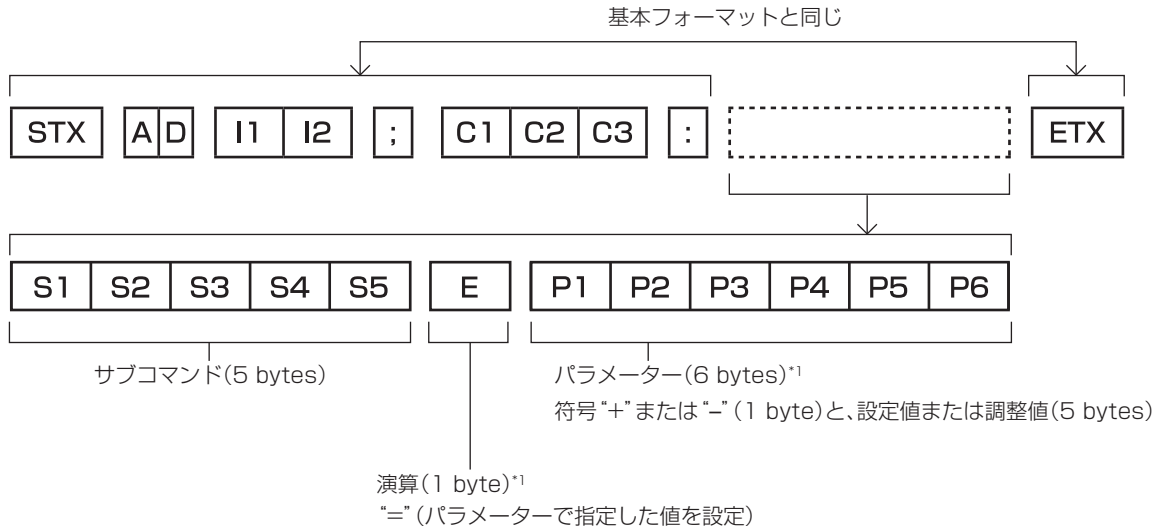 基本フォーマットと同じ
STX A D I1 I2 ; C1 C2 C3 : ETX
S1 S2 S3 S4 S5 E P1 P2 P3 P4 P5 P6
サブコマンド(5 bytes)
パラメーター(6 bytes)*1
符号“+”または“–”(1 byte)と、設定値または調整値(5 bytes)
演算(1 byte)*1
“=”(パラメーターで指定した値を設定)